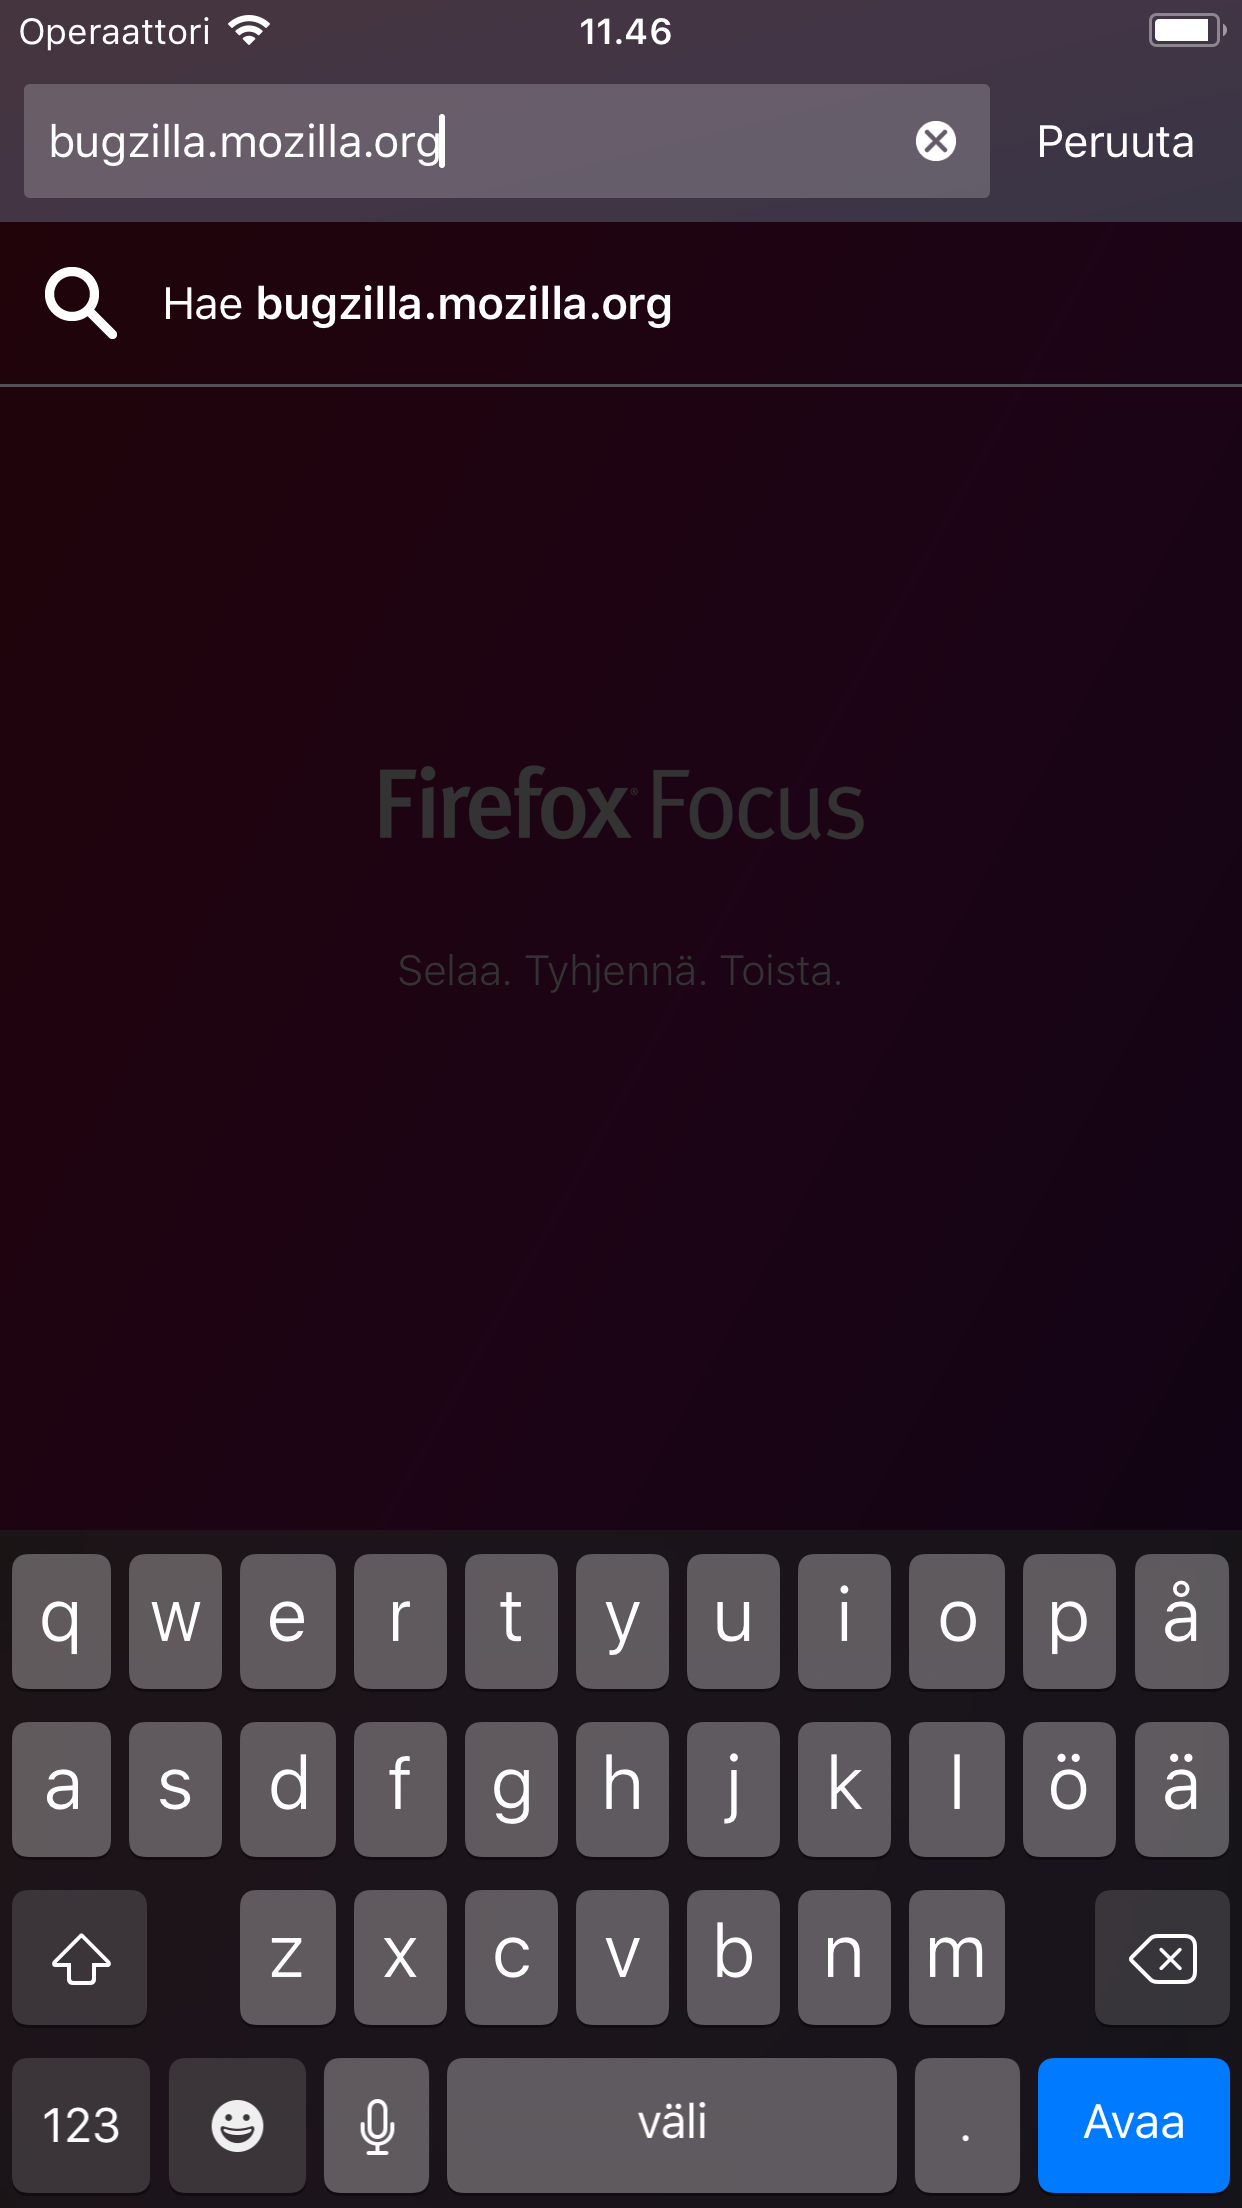 Operaattori 11.46
bugzilla.mozilla.org Peruuta
Hae bugzilla.mozilla.org
Firefox® Focus
Selaa. Tyhjennä. Toista.
q w e r t y u i o p å
a s d f g h j k l ö ä
z x c v b n m
123 väli . Avaa